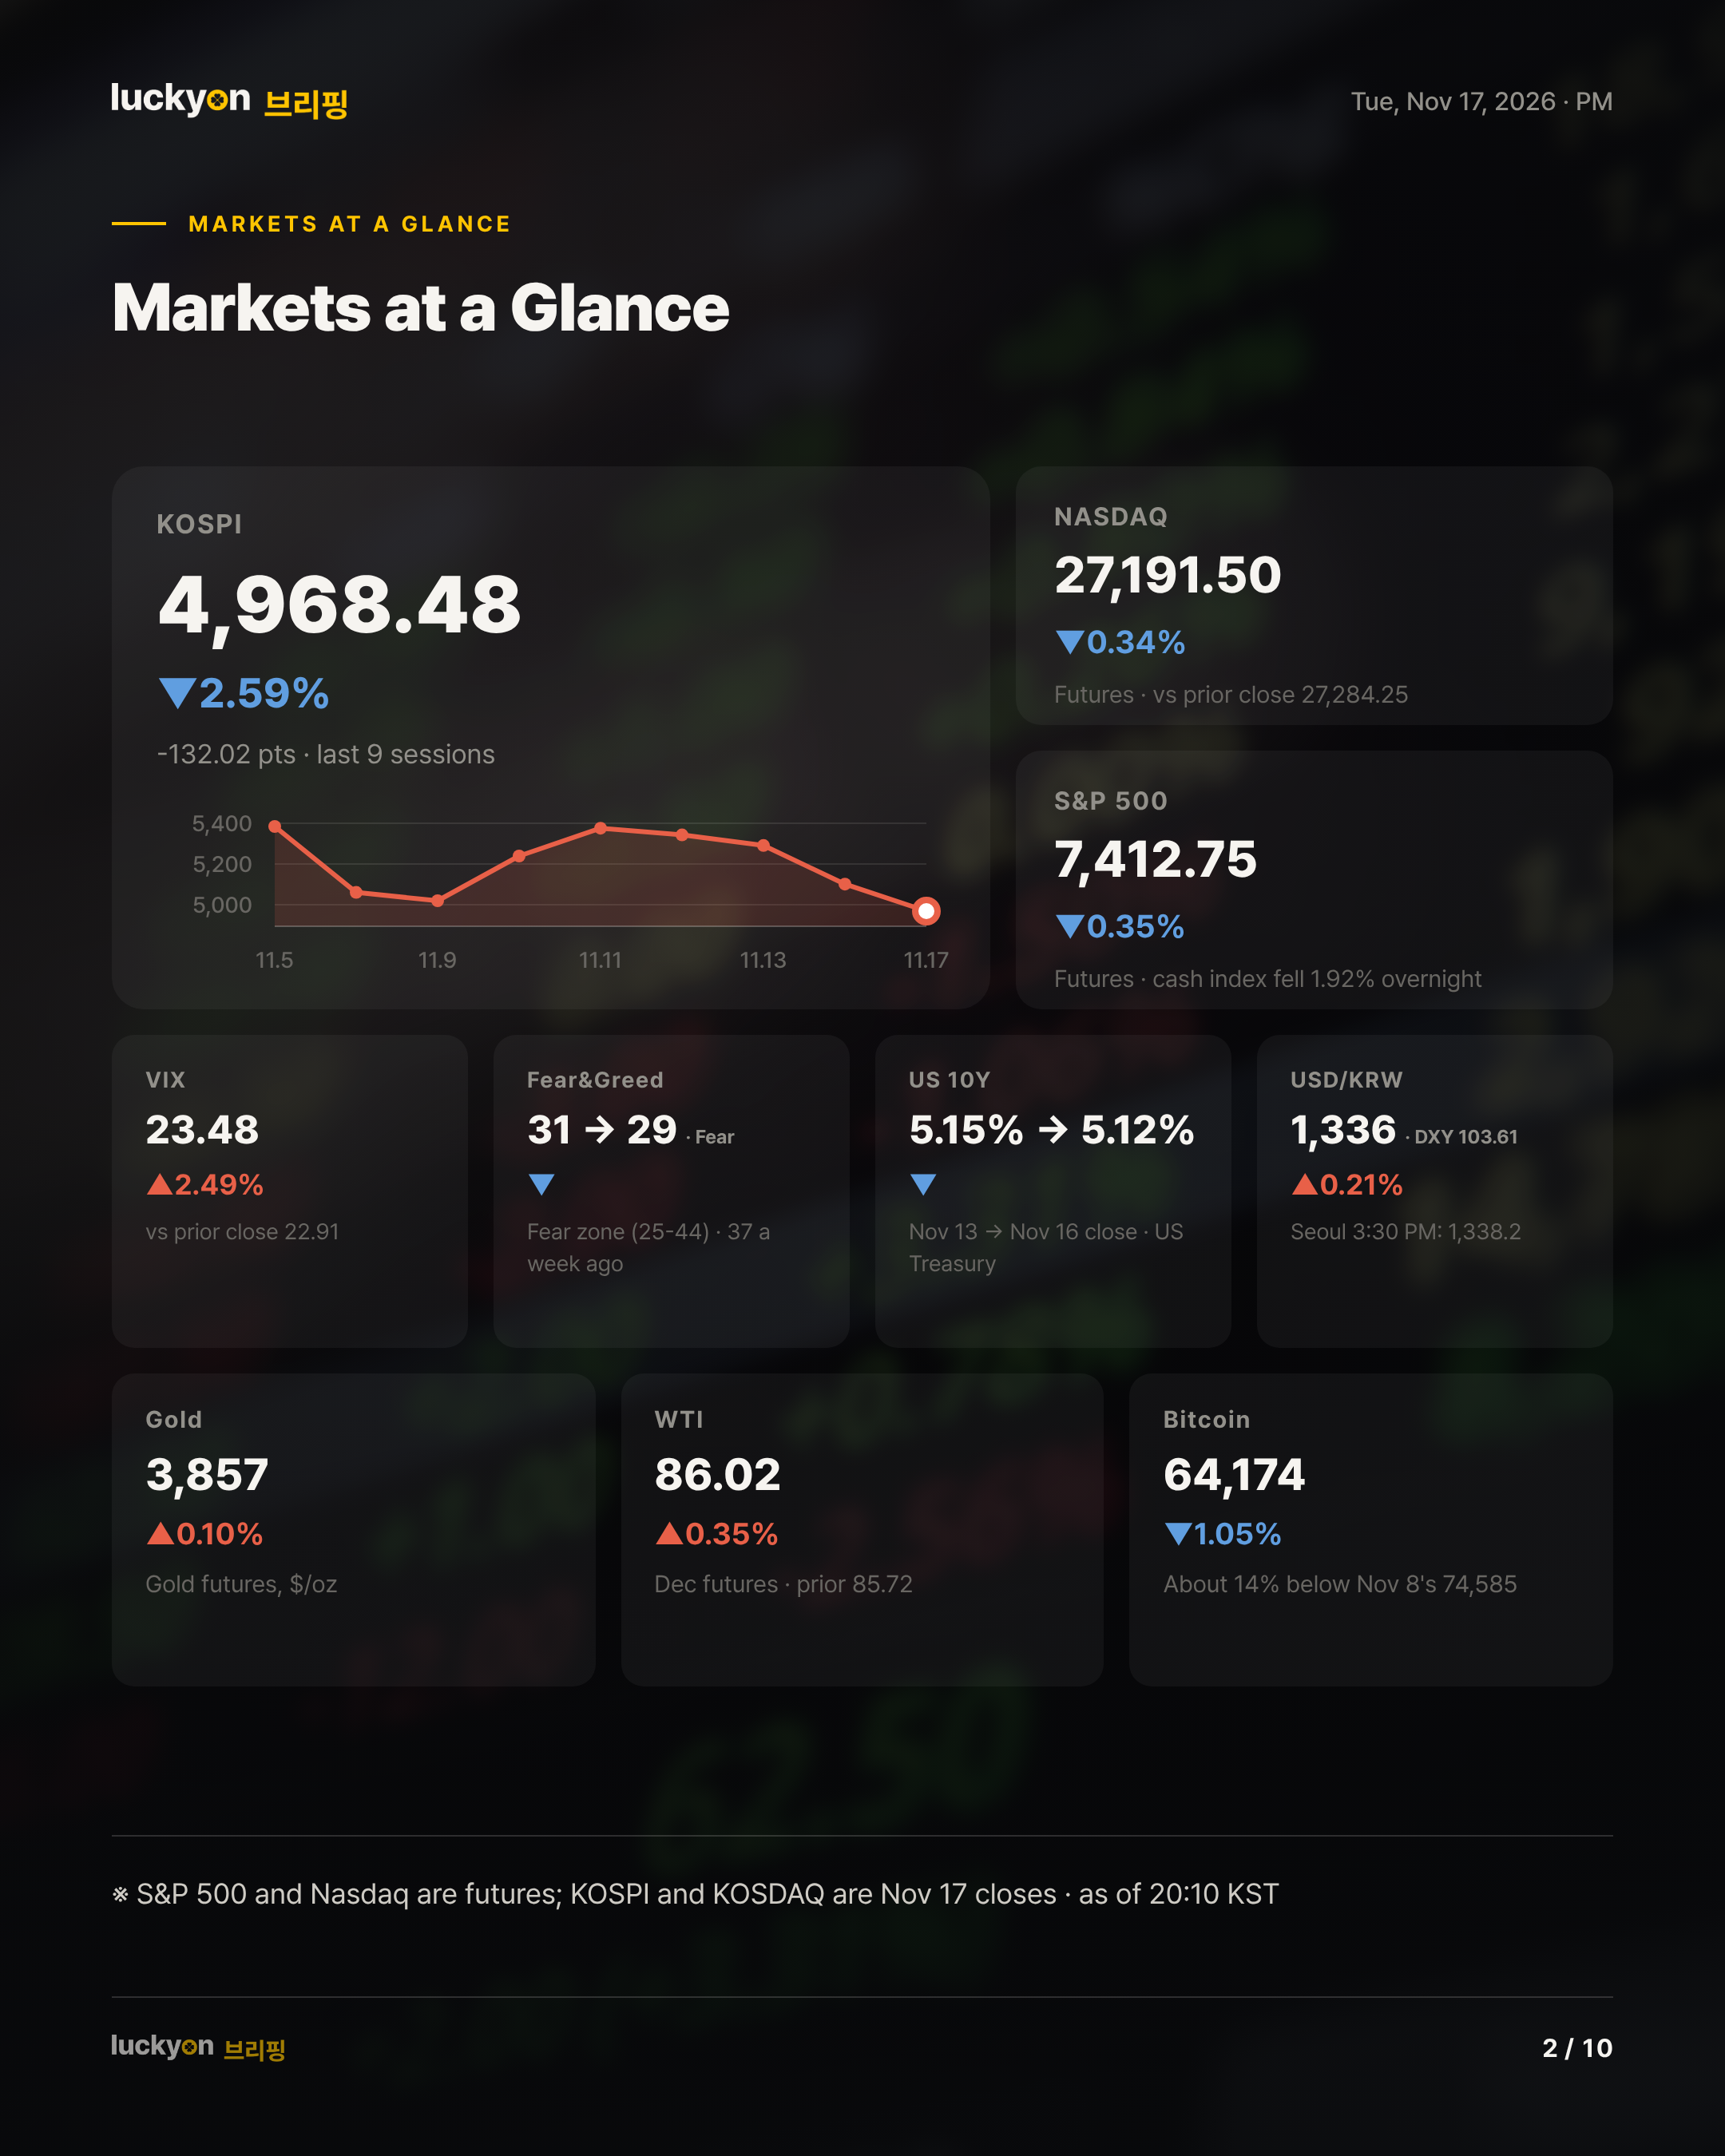 luckyon 브리핑
Tue, Nov 17, 2026 · PM
MARKETS AT A GLANCE
Markets at a Glance
KOSPI
4,968.48
▼2.59%
-132.02 pts · last 9 sessions
5,400
5,200
5,000
11.5 11.9 11.11 11.13 11.17
NASDAQ
27,191.50
▼0.34%
Futures · vs prior close 27,284.25
S&P 500
7,412.75
▼0.35%
Futures · cash index fell 1.92% overnight
VIX
23.48
▲2.49%
vs prior close 22.91
Fear&Greed
31 → 29 · Fear
▼
Fear zone (25-44) · 37 a
week ago
US 10Y
5.15% → 5.12%
▼
Nov 13 → Nov 16 close · US
Treasury
USD/KRW
1,336 · DXY 103.61
▲0.21%
Seoul 3:30 PM: 1,338.2
Gold
3,857
▲0.10%
Gold futures, $/oz
WTI
86.02
▲0.35%
Dec futures · prior 85.72
Bitcoin
64,174
▼1.05%
About 14% below Nov 8's 74,585
62.50
※ S&P 500 and Nasdaq are futures; KOSPI and KOSDAQ are Nov 17 closes · as of 20:10 KST
luckyon 브리핑
2 / 10